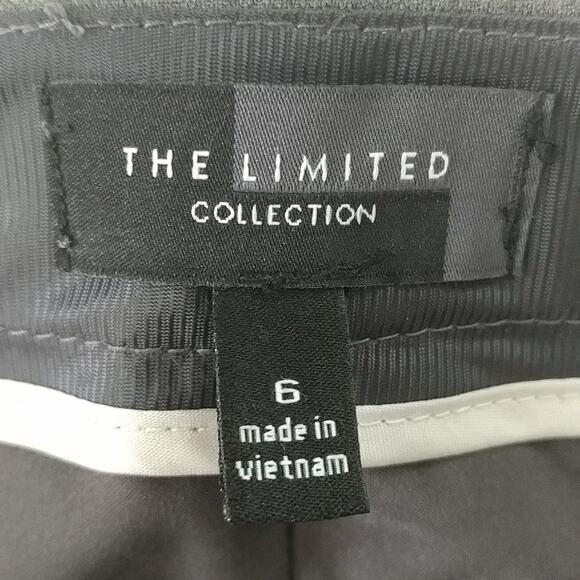 THE LIMITED
COLLECTION
6
made in
vietnam